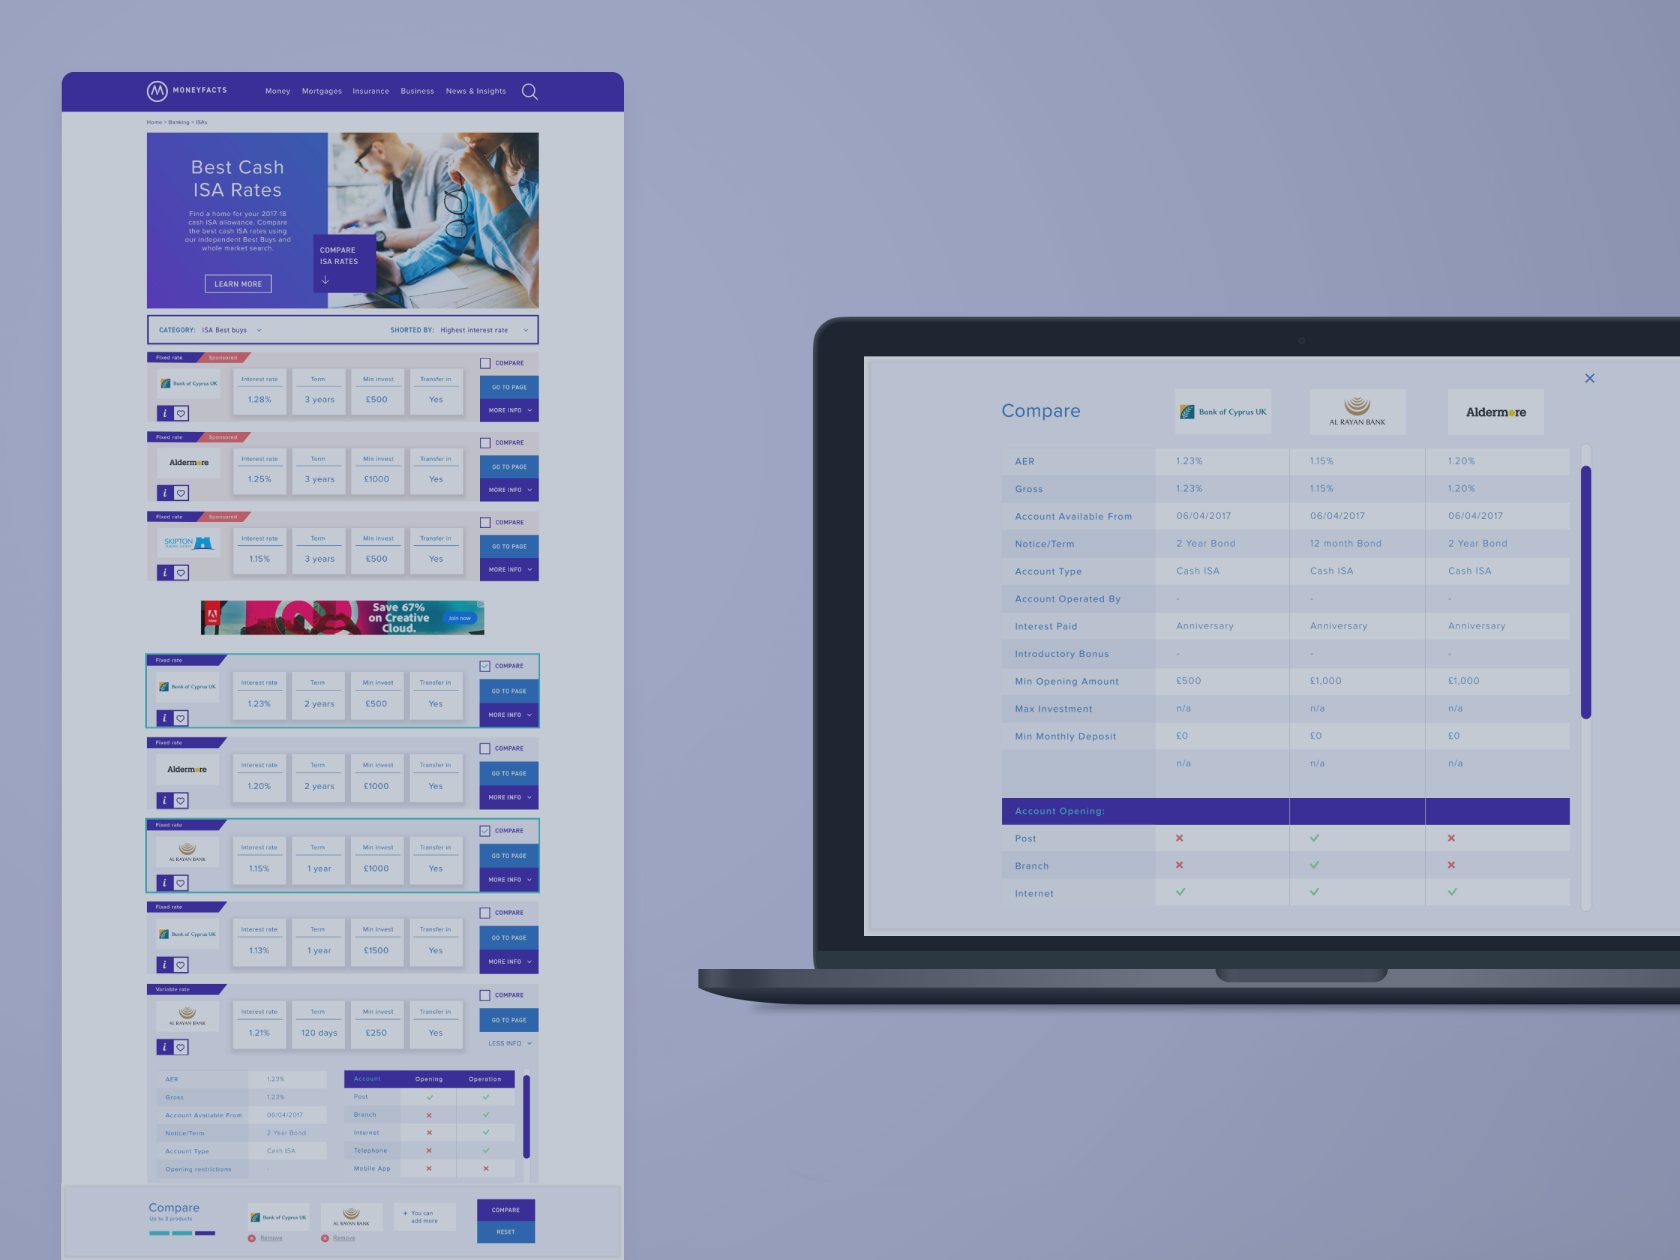 MONEYFACTS
Money Mortgages Insurance Business News & Insights
Home > Banking > ISAs
Best Cash
ISA Rates
Find a home for your 2017-18
cash ISA allowance. Compare
the best cash ISA rates using
our independent Best Buys and
whole market search.
LEARN MORE
COMPARE
ISA RATES
CATEGORY: ISA Best buys
SHORTED BY: Highest interest rate
Fixed rate Sponsored
COMPARE
Bank of Cyprus UK
Interest rate Term Min invest Transfer in
1.28% 3 years £500 Yes
GO TO PAGE
MORE INFO
i
Fixed rate Sponsored
COMPARE
Aldermore
Interest rate Term Min invest Transfer in
1.25% 3 years £1000 Yes
GO TO PAGE
MORE INFO
i
Fixed rate Sponsored
COMPARE
SKIPTON
Interest rate Term Min invest Transfer in
1.15% 3 years £500 Yes
GO TO PAGE
MORE INFO
i
Save 67%
on Creative
Cloud.
Join now
Fixed rate
COMPARE
Bank of Cyprus UK
Interest rate Term Min invest Transfer in
1.23% 2 years £500 Yes
GO TO PAGE
MORE INFO
i
Fixed rate
COMPARE
Aldermore
Interest rate Term Min invest Transfer in
1.20% 2 years £1000 Yes
GO TO PAGE
MORE INFO
i
Fixed rate
COMPARE
AL RAYAN BANK
Interest rate Term Min invest Transfer in
1.15% 1 year £1000 Yes
GO TO PAGE
MORE INFO
i
Fixed rate
COMPARE
Bank of Cyprus UK
Interest rate Term Min invest Transfer in
1.13% 1 year £1500 Yes
GO TO PAGE
MORE INFO
i
Variable rate
COMPARE
AL RAYAN BANK
Interest rate Term Min invest Transfer in
1.21% 120 days £250 Yes
GO TO PAGE
LESS INFO
i
AER 1.23%
Gross 1.23%
Account Available From 06/04/2017
Notice/Term 2 Year Bond
Account Type Cash ISA
Opening restrictions -
Account Opening Operation
Post
Branch
Internet
Telephone
Mobile App
Compare
Up to 3 products
Bank of Cyprus UK
Remove
AL RAYAN BANK
Remove
+ You can
add more
COMPARE
RESET
Compare
Bank of Cyprus UK
AL RAYAN BANK
Aldermore
AER 1.23% 1.15% 1.20%
Gross 1.23% 1.15% 1.20%
Account Available From 06/04/2017 06/04/2017 06/04/2017
Notice/Term 2 Year Bond 12 month Bond 2 Year Bond
Account Type Cash ISA Cash ISA Cash ISA
Account Operated By - - -
Interest Paid Anniversary Anniversary Anniversary
Introductory Bonus - - -
Min Opening Amount £500 £1,000 £1,000
Max Investment n/a n/a n/a
Min Monthly Deposit £0 £0 £0
n/a n/a n/a
Account Opening:
Post
Branch
Internet